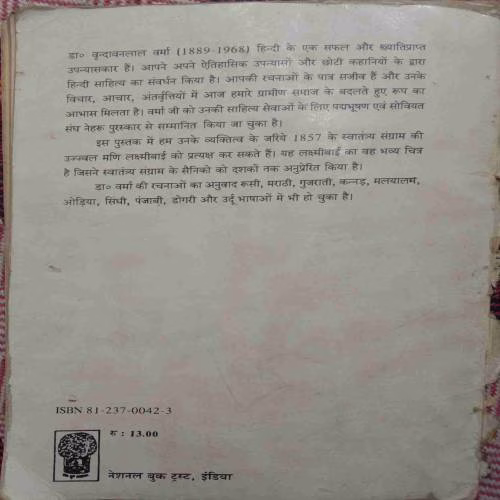 डा० वृन्दावनलाल वर्मा (1889-1968) हिन्दी के एक सफल और ख्यातिप्राप्त
उपन्यासकार हैं। आपने अपने ऐतिहासिक उपन्यासों और छोटी कहानियों के द्वारा
हिन्दी साहित्य का संवर्धन किया है। आपकी रचनाओं के पात्र सजीव हैं और उनके
विचार, आचार, अंतर्वृत्तियों में आज हमारे ग्रामीण समाज के बदलते हुए रूप का
आभास मिलता है। वर्मा जी को उनकी साहित्य सेवाओं के लिए पद्मभूषण एवं सोवियत
संघ नेहरू पुरस्कार से सम्मानित किया जा चुका है।
इस पुस्तक में हम उनके व्यक्तित्व के जरिये 1857 के स्वातंत्र्य संग्राम की
उज्ज्वल मणि लक्ष्मीबाई को प्रत्यक्ष कर सकते हैं। यह लक्ष्मीबाई का वह भव्य चित्र
है जिसने स्वातंत्र्य संग्राम के सैनिकों को दशकों तक अनुप्रेरित किया है।
डा० वर्मा की रचनाओं का अनुवाद रूसी, मराठी, गुजराती, कन्नड़, मलयालम,
ओड़िया, सिंधी, पंजाबी, डोगरी और उर्दू भाषाओं में भी हो चुका है।
ISBN 81-237-0042-3
रु : 13.00
नेशनल बुक ट्रस्ट, इंडिया